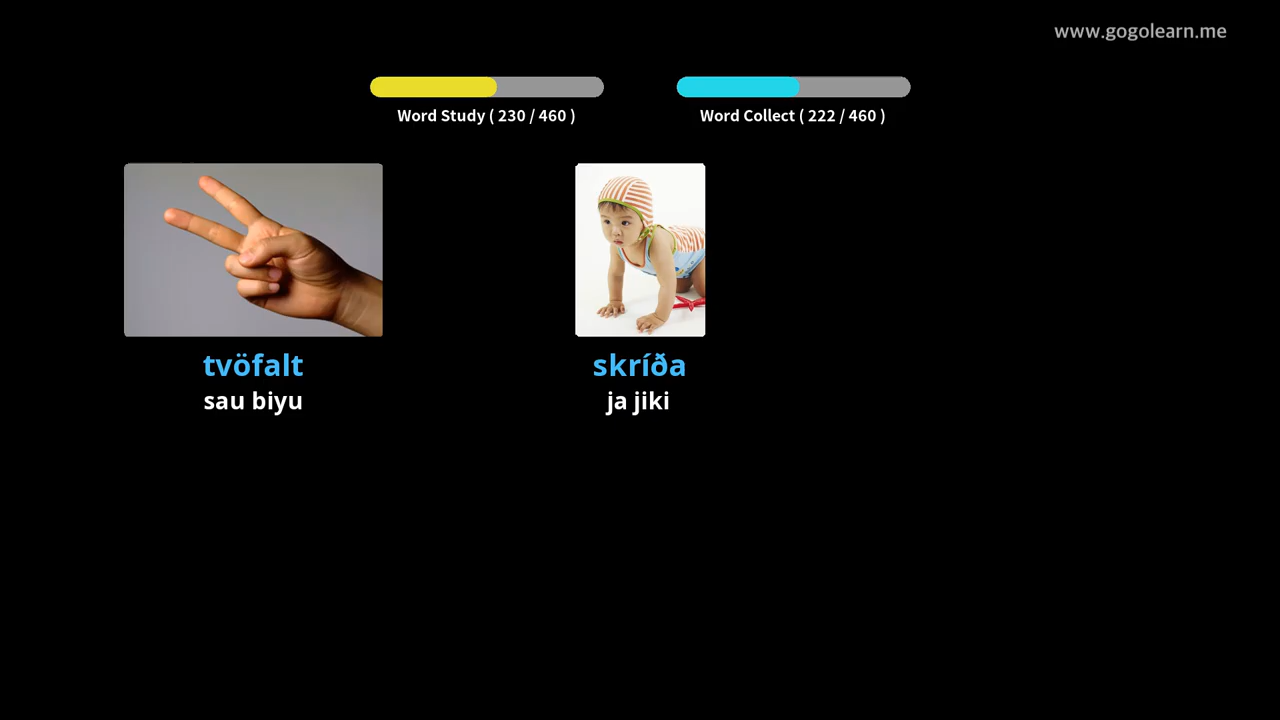 www.gogolearn.me
Word Study ( 230 / 460 )
Word Collect ( 222 / 460 )
tvöfalt
sau biyu
skríða
ja jiki